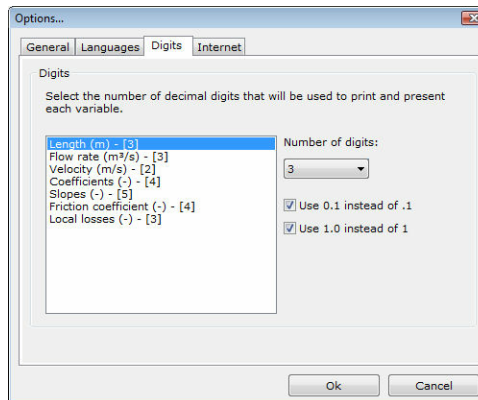 Options...
General Languages Digits Internet
Digits
Select the number of decimal digits that will be used to print and present
each variable.
Length (m) - [3]
Flow rate (m³/s) - [3]
Velocity (m/s) - [2]
Coefficients (-) - [4]
Slopes (-) - [5]
Friction coefficient (-) - [4]
Local losses (-) - [3]
Number of digits:
3
Use 0.1 instead of .1
Use 1.0 instead of 1
Ok Cancel